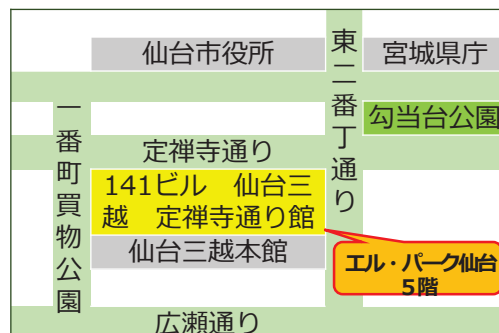 仙台市役所
東二番丁通り
宮城県庁
勾当台公園
一番町買物公園
定禅寺通り
141ビル　仙台三
越　定禅寺通り館
仙台三越本館
エル・パーク仙台
5階
広瀬通り